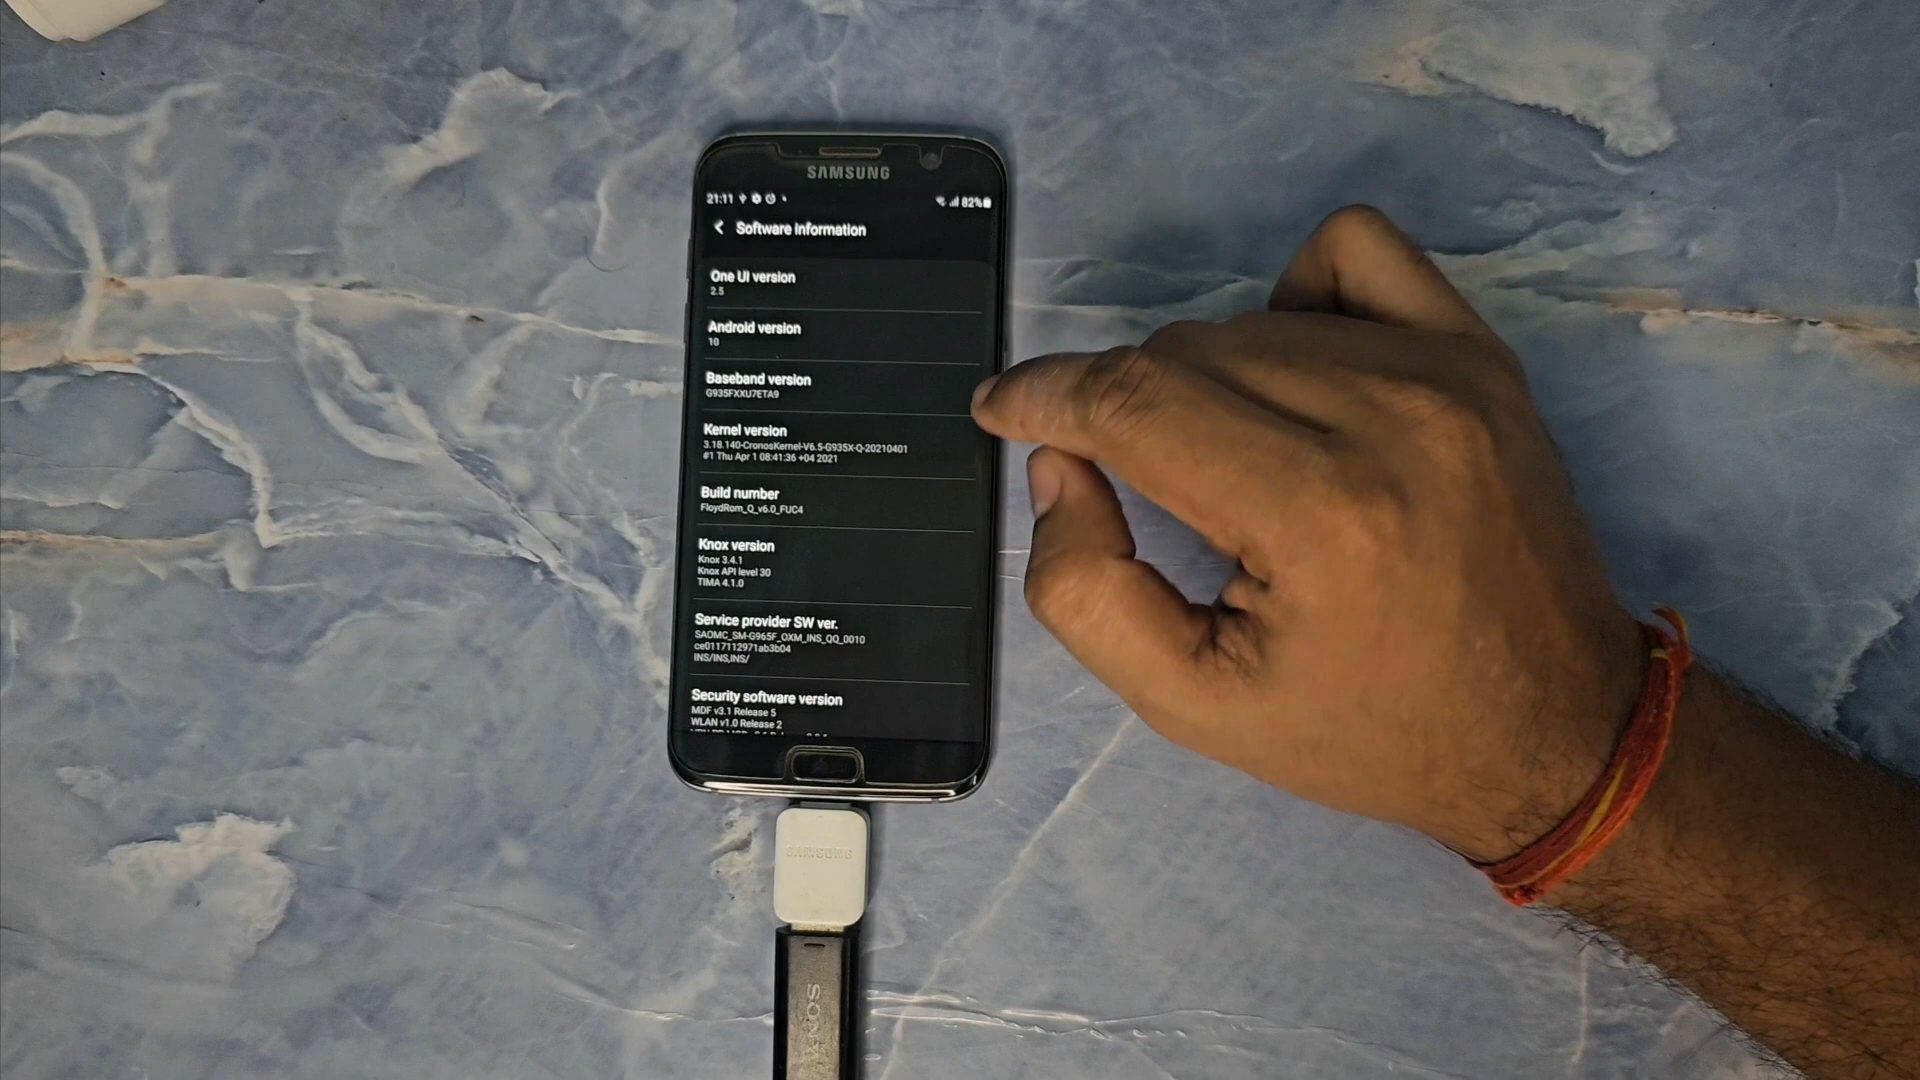 SAMSUNG
21:11
82%
Software information
One UI version
2.5
Android version
10
Baseband version
G935FXXU7ETA9
Kernel version
3.18.140-CronosKernel-V6.5-G935X-Q-20210401
#1 Thu Apr 1 08:41:36 +04 2021
Build number
FloydRom_Q_v6.0_FUC4
Knox version
Knox 3.4.1
Knox API level 30
TIMA 4.1.0
Service provider SW ver.
SAOMC_SM-G965F_OXM_INS_QQ_0010
ce0117112971ab3b04
INS/INS,INS/
Security software version
MDF v3.1 Release 5
WLAN v1.0 Release 2
SAMSUNG
SONY